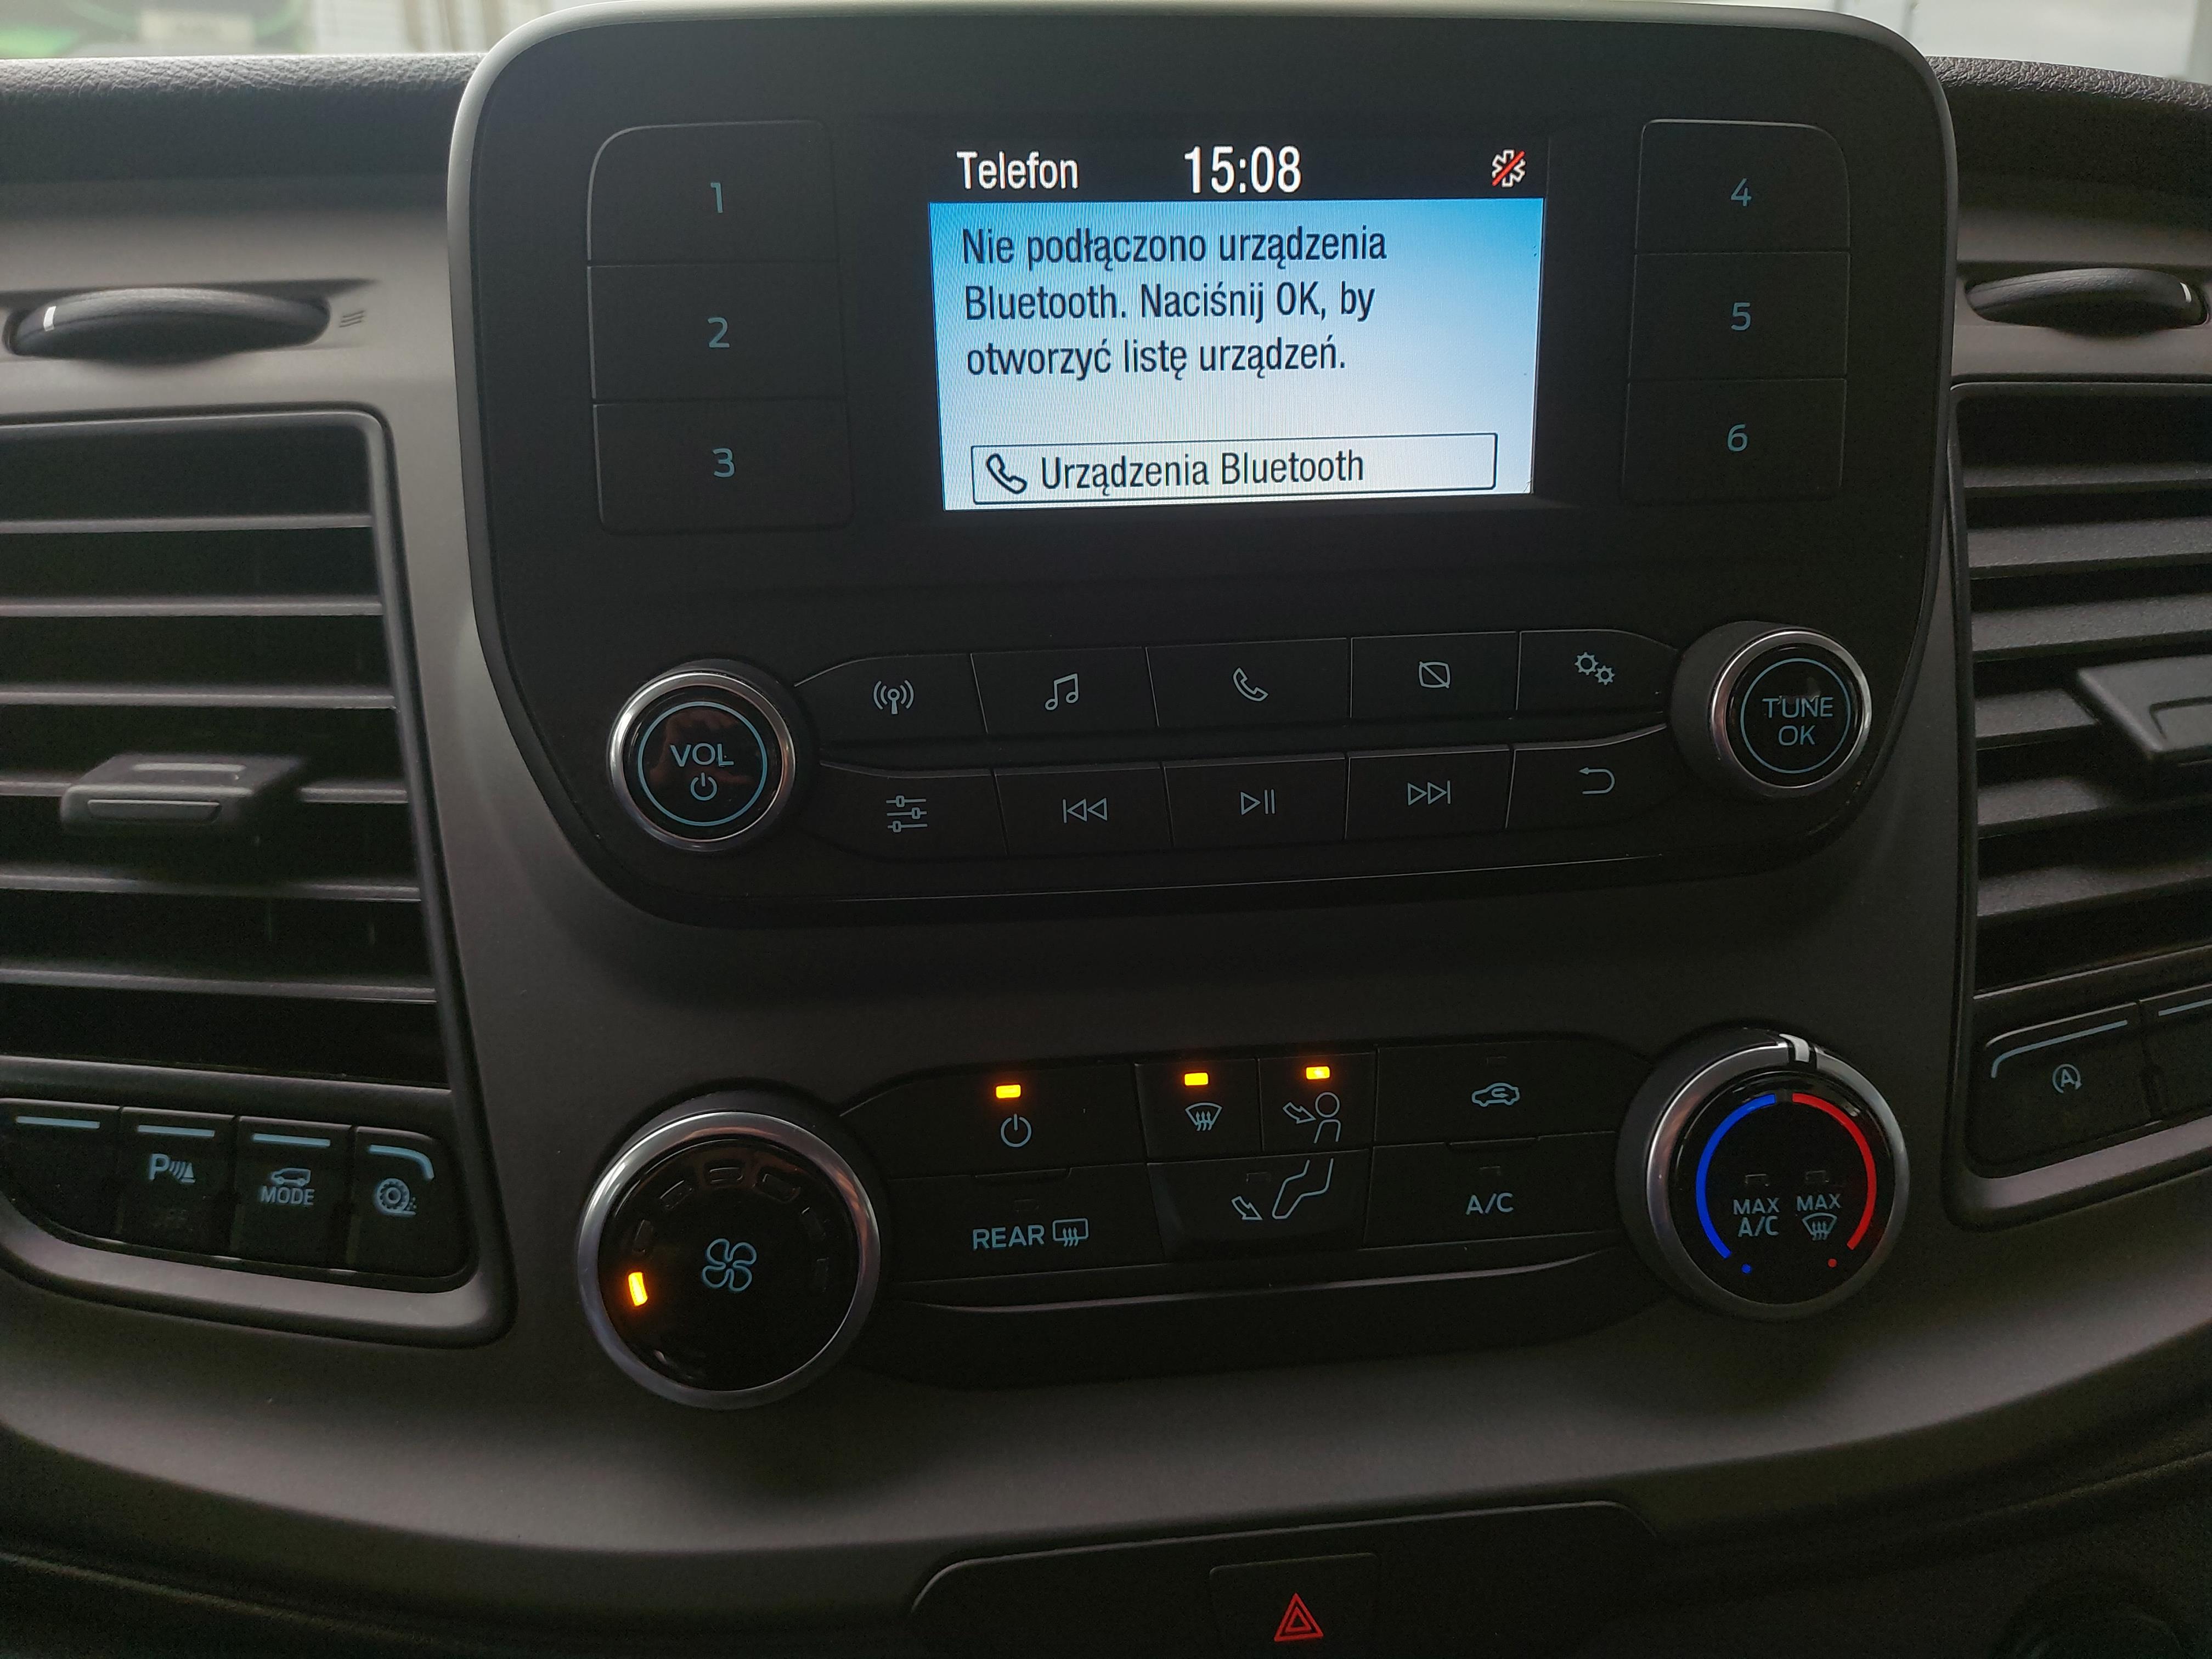 Telefon 15:08
Nie podłączono urządzenia
Bluetooth. Naciśnij OK, by
otworzyć listę urządzeń.
Urządzenia Bluetooth
1
2
3
4
5
6
VOL
TUNE
OK
P
MODE
REAR
A/C
MAX
A/C
MAX
A